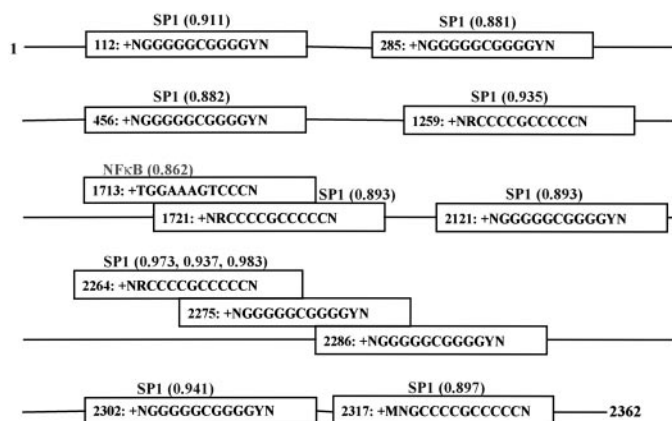 SP1 (0.911) SP1 (0.881)
1 112: +NGGGGGCGGGGYN 285: +NGGGGGCGGGGYN
SP1 (0.882) SP1 (0.935)
456: +NGGGGGCGGGGYN 1259: +NRCCCCGCCCCCN
NFκB (0.862)
1713: +TGGAAAGTCCCN
SP1 (0.893) SP1 (0.893)
1721: +NRCCCCGCCCCCN 2121: +NGGGGGCGGGGYN
SP1 (0.973, 0.937, 0.983)
2264: +NRCCCCGCCCCCN
2275: +NGGGGGCGGGGYN
2286: +NGGGGGCGGGGYN
SP1 (0.941) SP1 (0.897)
2302: +NGGGGGCGGGGYN 2317: +MNGCCCCGCCCCCN 2362